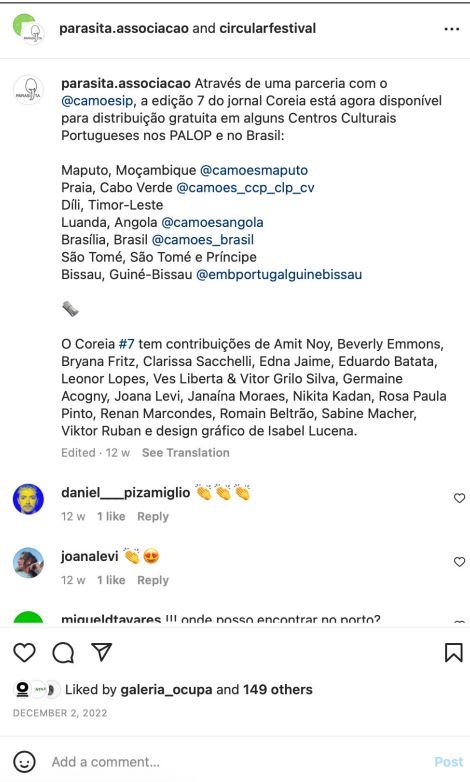 parasita.associacao and circularfestival
parasita.associacao Através de uma parceria com o
@camoesip, a edição 7 do jornal Coreia está agora disponível
para distribuição gratuita em alguns Centros Culturais
Portugueses nos PALOP e no Brasil:
Maputo, Moçambique @camoesmaputo
Praia, Cabo Verde @camoes_ccp_clp_cv
Díli, Timor-Leste
Luanda, Angola @camoesangola
Brasília, Brasil @camoes_brasil
São Tomé, São Tomé e Príncipe
Bissau, Guiné-Bissau @embportugalguinebissau
🗞️
O Coreia #7 tem contribuições de Amit Noy, Beverly Emmons,
Bryana Fritz, Clarissa Sacchelli, Edna Jaime, Eduardo Batata,
Leonor Lopes, Ves Liberta & Vitor Grilo Silva, Germaine
Acogny, Joana Levi, Janaína Moraes, Nikita Kadan, Rosa Paula
Pinto, Renan Marcondes, Romain Beltrão, Sabine Macher,
Viktor Ruban e design gráfico de Isabel Lucena.
Edited · 12 w See Translation
daniel___pizamiglio 👏👏👏
12 w 1 like Reply
joanalevi 👏😍
12 w 1 like Reply
migueldtavares !!! onde posso encontrar no porto?
Liked by galeria_ocupa and 149 others
DECEMBER 2, 2022
Add a comment... Post